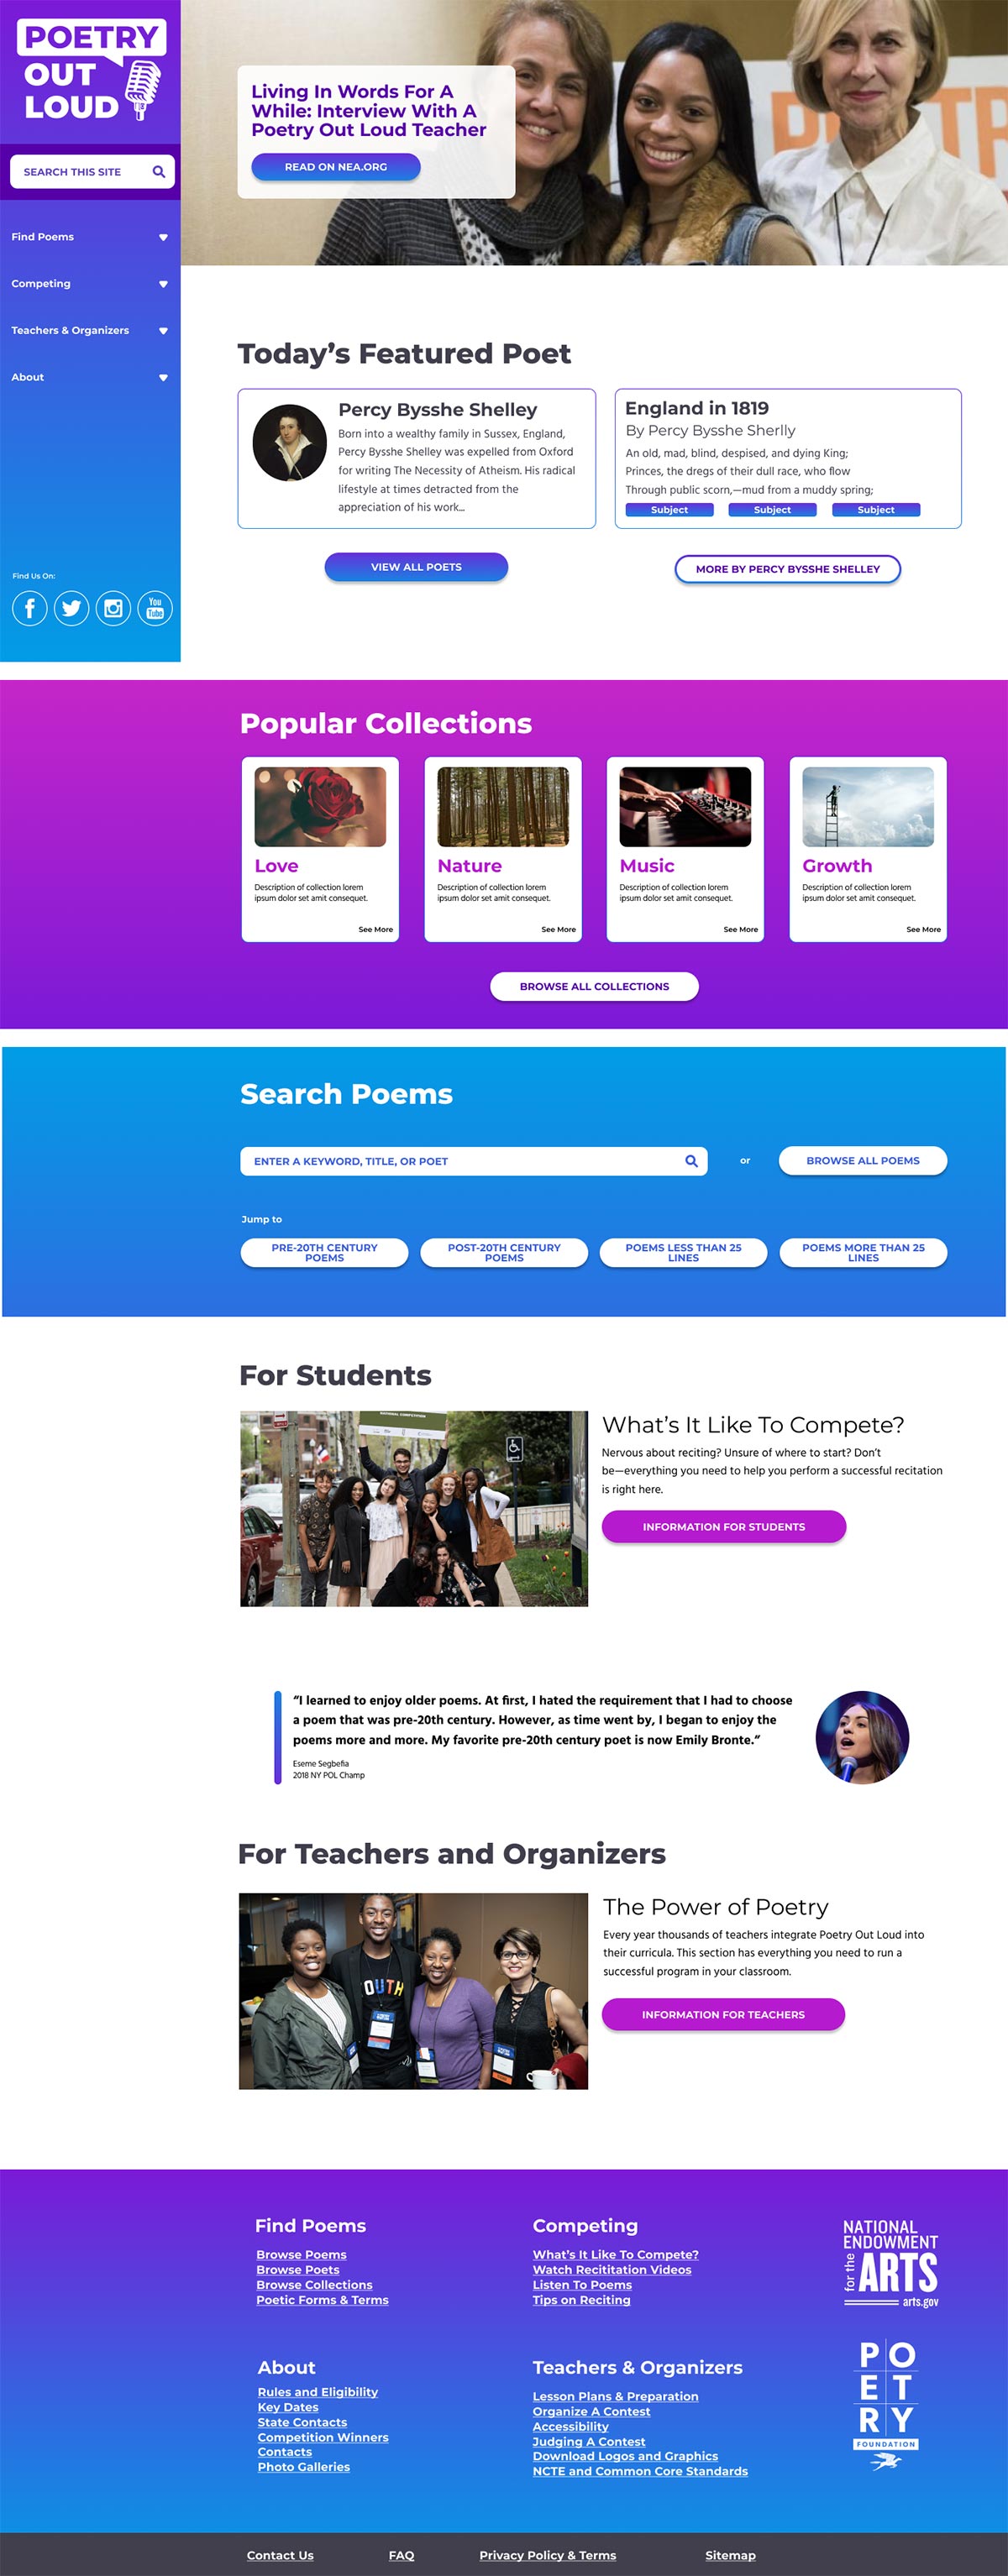 POETRY
OUT
LOUD
SEARCH THIS SITE
Find Poems
Competing
Teachers & Organizers
About
Find Us On:
You
Tube
Living In Words For A
While: Interview With A
Poetry Out Loud Teacher
READ ON NEA.ORG
Today's Featured Poet
Percy Bysshe Shelley
Born into a wealthy family in Sussex, England,
Percy Bysshe Shelley was expelled from Oxford
for writing The Necessity of Atheism. His radical
lifestyle at times detracted from the
appreciation of his work...
VIEW ALL POETS
England in 1819
By Percy Bysshe Sherlly
An old, mad, blind, despised, and dying King;
Princes, the dregs of their dull race, who flow
Through public scorn,—mud from a muddy spring;
Subject Subject Subject
MORE BY PERCY BYSSHE SHELLEY
Popular Collections
Love
Description of collection lorem
ipsum dolor set amit consequet.
See More
Nature
Description of collection lorem
ipsum dolor set amit consequet.
See More
Music
Description of collection lorem
ipsum dolor set amit consequet.
See More
Growth
Description of collection lorem
ipsum dolor set amit consequet.
See More
BROWSE ALL COLLECTIONS
Search Poems
ENTER A KEYWORD, TITLE, OR POET
or
BROWSE ALL POEMS
Jump to
PRE-20TH CENTURY
POEMS
POST-20TH CENTURY
POEMS
POEMS LESS THAN 25
LINES
POEMS MORE THAN 25
LINES
For Students
NATIONAL COMPETITION
What's It Like To Compete?
Nervous about reciting? Unsure of where to start? Don't
be—everything you need to help you perform a successful recitation
is right here.
INFORMATION FOR STUDENTS
"I learned to enjoy older poems. At first, I hated the requirement that I had to choose
a poem that was pre-20th century. However, as time went by, I began to enjoy the
poems more and more. My favorite pre-20th century poet is now Emily Bronte."
Eseme Segbefia
2018 NY POL Champ
For Teachers and Organizers
OUTH
The Power of Poetry
Every year thousands of teachers integrate Poetry Out Loud into
their curricula. This section has everything you need to run a
successful program in your classroom.
INFORMATION FOR TEACHERS
Find Poems
Browse Poems
Browse Poets
Browse Collections
Poetic Forms & Terms
Competing
What's It Like To Compete?
Watch Recititation Videos
Listen To Poems
Tips on Reciting
NATIONAL
ENDOWMENT
for the ARTS
arts.gov
About
Rules and Eligibility
Key Dates
State Contacts
Competition Winners
Contacts
Photo Galleries
Teachers & Organizers
Lesson Plans & Preparation
Organize A Contest
Accessibility
Judging A Contest
Download Logos and Graphics
NCTE and Common Core Standards
PO
ET
RY
FOUNDATION
Contact Us FAQ Privacy Policy & Terms Sitemap